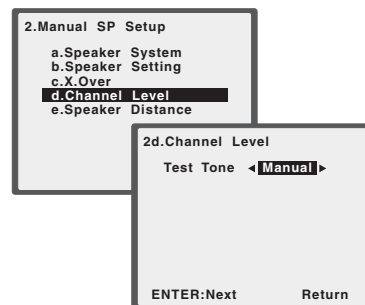 2.Manual SP Setup
a.Speaker System
b.Speaker Setting
c.X.Over
d.Channel Level
e.Speaker Distance
2d.Channel Level
Test Tone ◀ Manual ▶
ENTER:Next Return